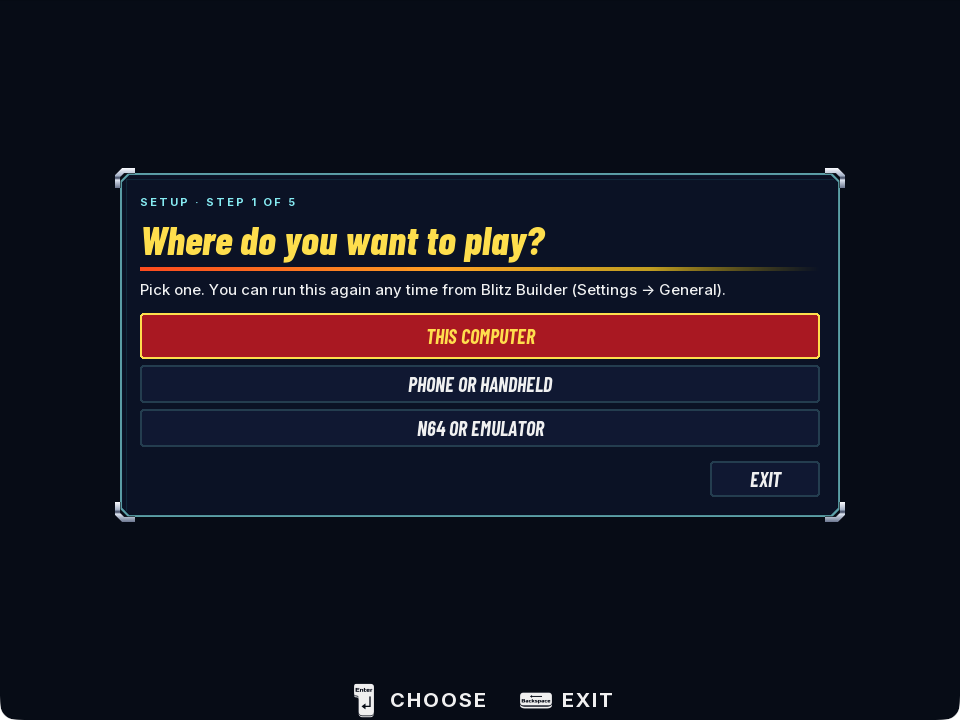 SETUP · STEP 1 OF 5
Where do you want to play?
Pick one. You can run this again any time from Blitz Builder (Settings → General).
THIS COMPUTER
PHONE OR HANDHELD
N64 OR EMULATOR
EXIT
Enter CHOOSE Backspace EXIT